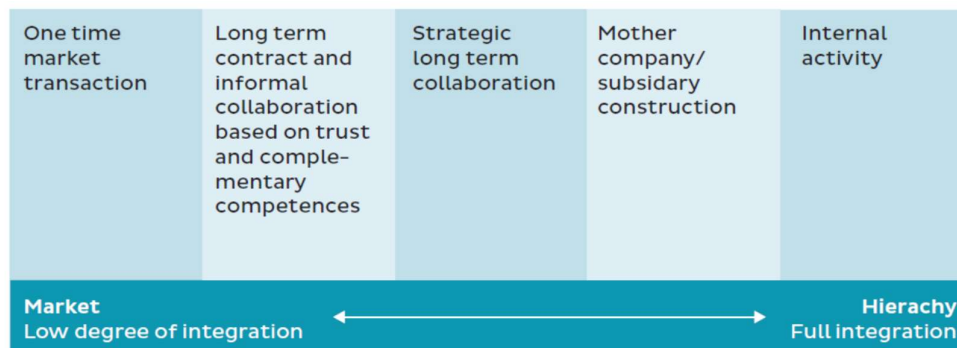 One time
market
transaction
Long term
contract and
informal
collaboration
based on trust
and comple-
mentary
competences
Strategic
long term
collaboration
Mother
company/
subsidary
construction
Internal
activity
Market
Low degree of integration
Hierachy
Full integration